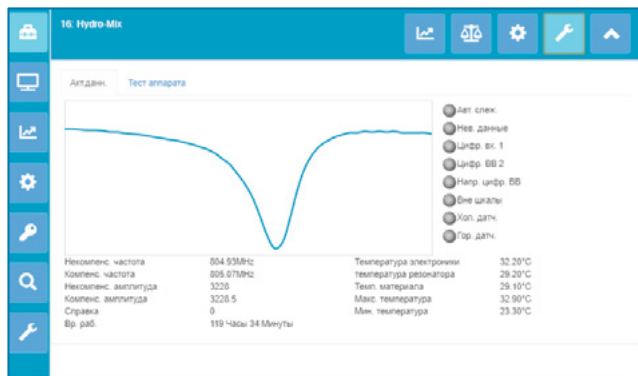 16: Hydro-Mix
Акт.данн. Тест аппарата
Авт. слеж.
Нев. данные
Цифр. вх. 1
Цифр. ВВ 2
Напр. цифр. ВВ
Вне шкалы
Хол. датч.
Гор. датч.
Некомпенс. частота 804.93MHz Температура электроники 32.20°C
Компенс. частота 805.07MHz температура резонатора 29.20°C
Некомпенс. амплитуда 3228 Темп. материала 29.10°C
Компенс. амплитуда 3228.5 Макс. температура 32.90°C
Справка 0 Мин. температура 23.30°C
Вр. раб. 119 Часы 34 Минуты